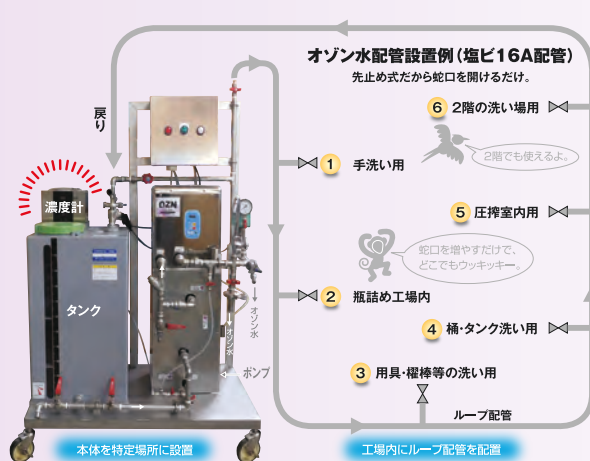 オゾン水配管設置例(塩ビ16A配管)
先止め式だから蛇口を開けるだけ。
戻り
濃度計
タンク
OZN
オゾン水
オゾン水
ポンプ
1 手洗い用
2 瓶詰め工場内
3 用具・櫂棒等の洗い用
4 桶・タンク洗い用
5 圧搾室内用
6 2階の洗い場用
2階でも使えるよ。
蛇口を増やすだけで、
どこでもウッキッキー。
ループ配管
本体を特定場所に設置
工場内にループ配管を配置